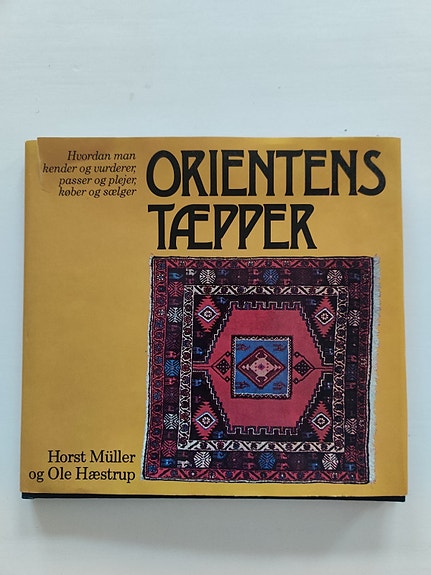 Hvordan man
kender og vurderer,
passer og plejer,
køber og sælger
ORIENTENS
TÆPPER
Horst Müller
og Ole Hæstrup